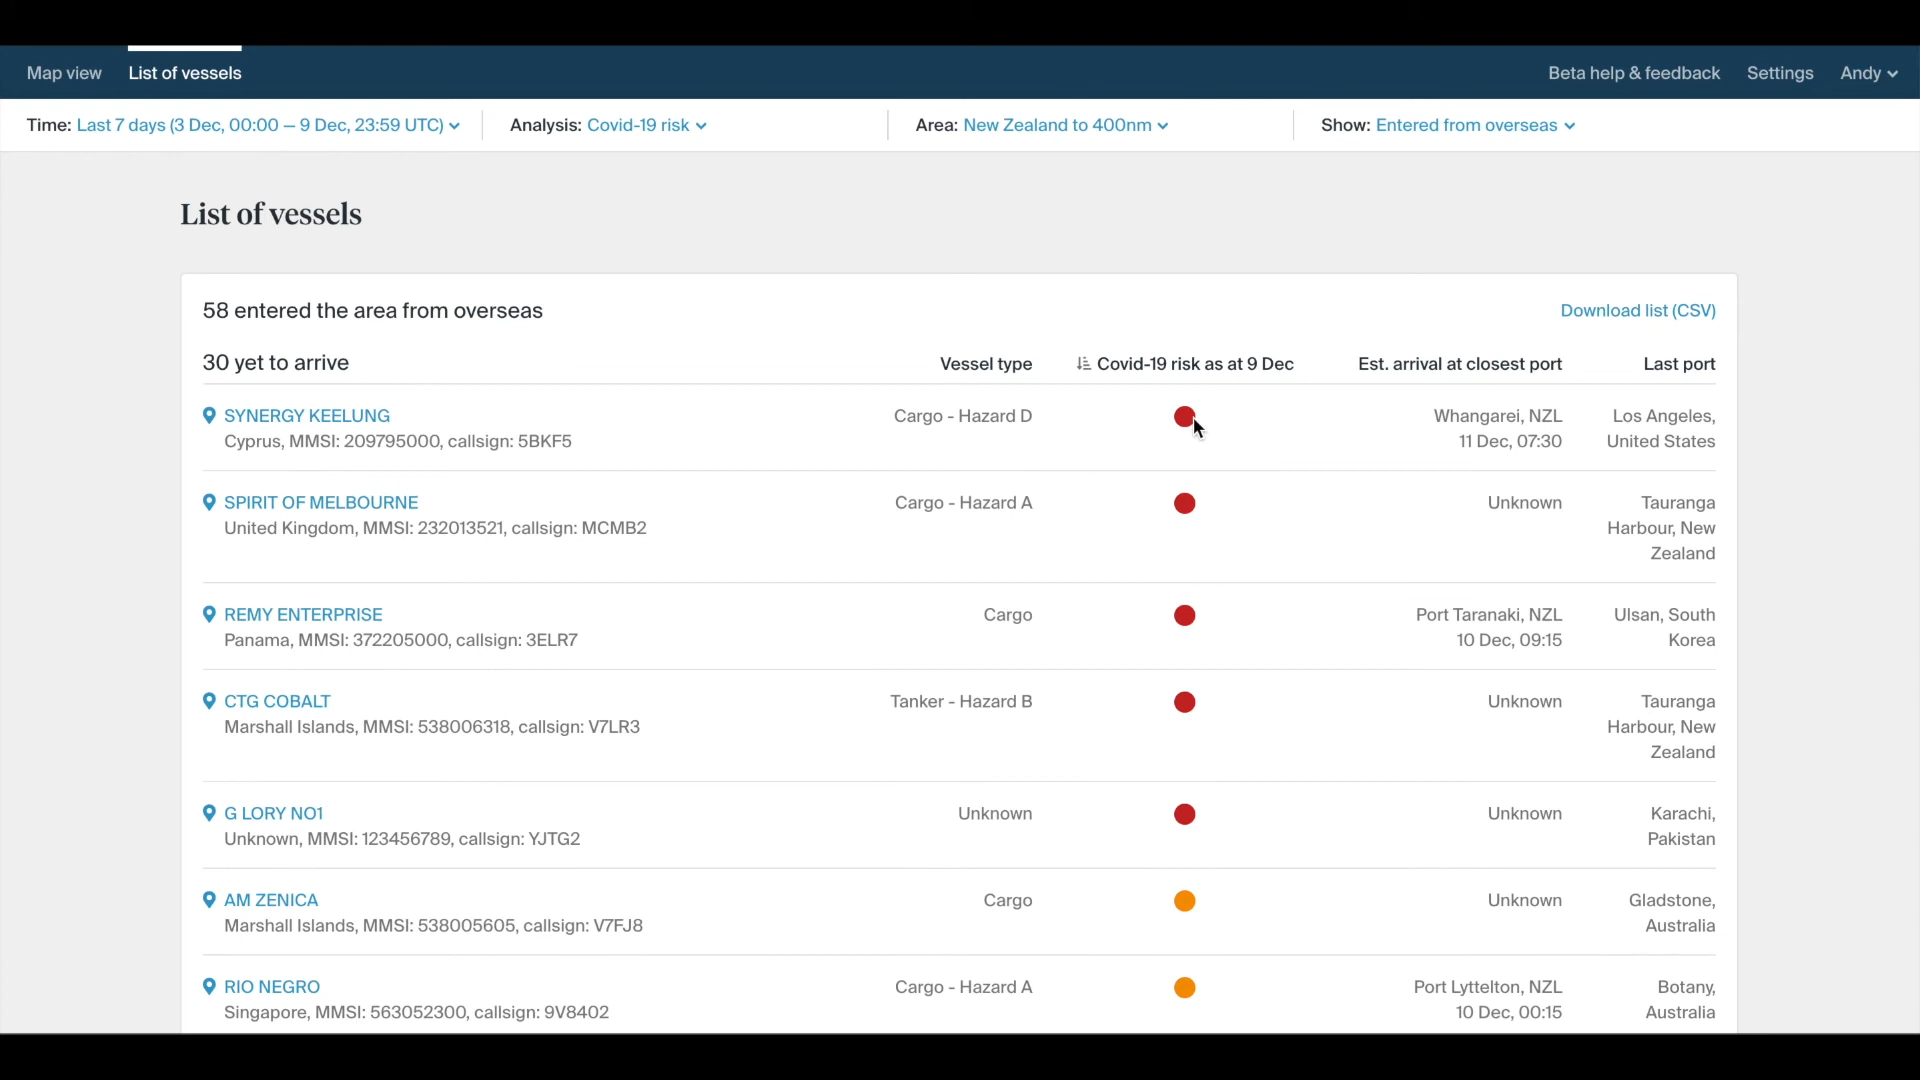 Map view
List of vessels
Beta help & feedback
Settings
Andy
Time: Last 7 days (3 Dec, 00:00 — 9 Dec, 23:59 UTC)
Analysis: Covid-19 risk
Area: New Zealand to 400nm
Show: Entered from overseas
List of vessels
58 entered the area from overseas
Download list (CSV)
30 yet to arrive
Vessel type
Covid-19 risk as at 9 Dec
Est. arrival at closest port
Last port
SYNERGY KEELUNG
Cyprus, MMSI: 209795000, callsign: 5BKF5
Cargo - Hazard D
Whangarei, NZL
11 Dec, 07:30
Los Angeles,
United States
SPIRIT OF MELBOURNE
United Kingdom, MMSI: 232013521, callsign: MCMB2
Cargo - Hazard A
Unknown
Tauranga
Harbour, New
Zealand
REMY ENTERPRISE
Panama, MMSI: 372205000, callsign: 3ELR7
Cargo
Port Taranaki, NZL
10 Dec, 09:15
Ulsan, South
Korea
CTG COBALT
Marshall Islands, MMSI: 538006318, callsign: V7LR3
Tanker - Hazard B
Unknown
Tauranga
Harbour, New
Zealand
G LORY NO1
Unknown, MMSI: 123456789, callsign: YJTG2
Unknown
Unknown
Karachi,
Pakistan
AM ZENICA
Marshall Islands, MMSI: 538005605, callsign: V7FJ8
Cargo
Unknown
Gladstone,
Australia
RIO NEGRO
Singapore, MMSI: 563052300, callsign: 9V8402
Cargo - Hazard A
Port Lyttelton, NZL
10 Dec, 00:15
Botany,
Australia